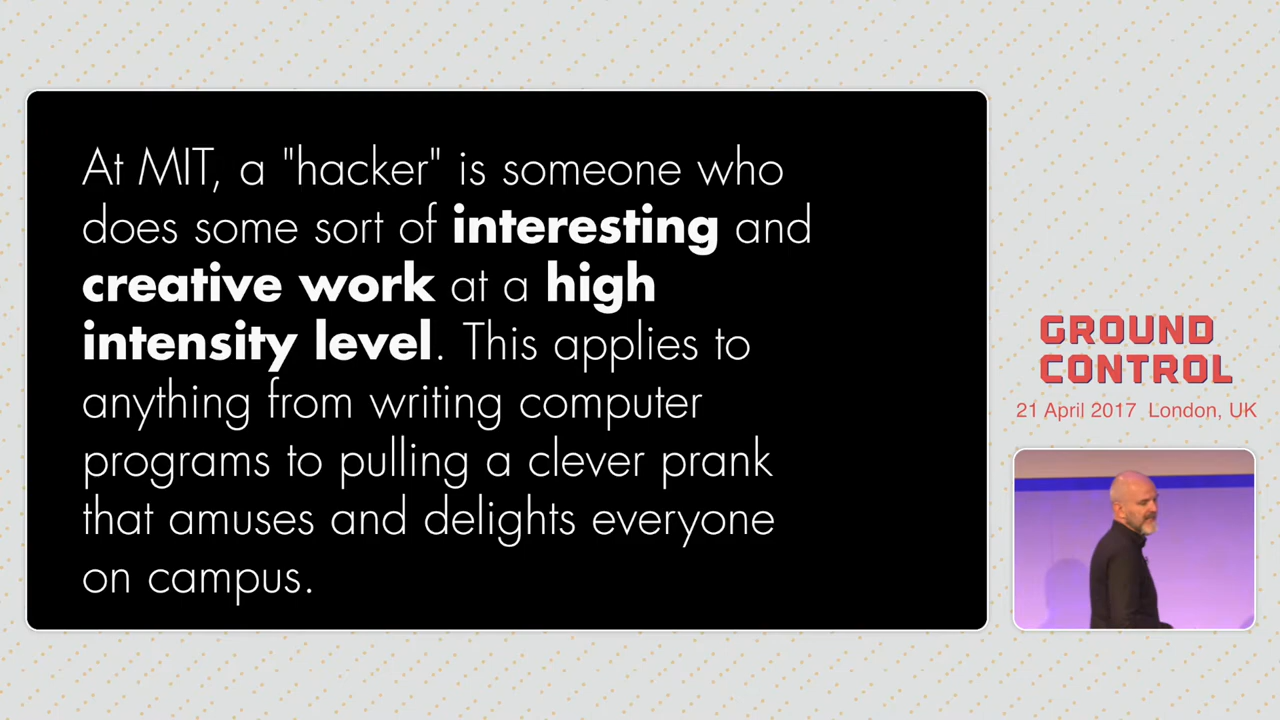 At MIT, a "hacker" is someone who
does some sort of interesting and
creative work at a high
intensity level. This applies to
anything from writing computer
programs to pulling a clever prank
that amuses and delights everyone
on campus.
GROUND
CONTROL
21 April 2017 London, UK